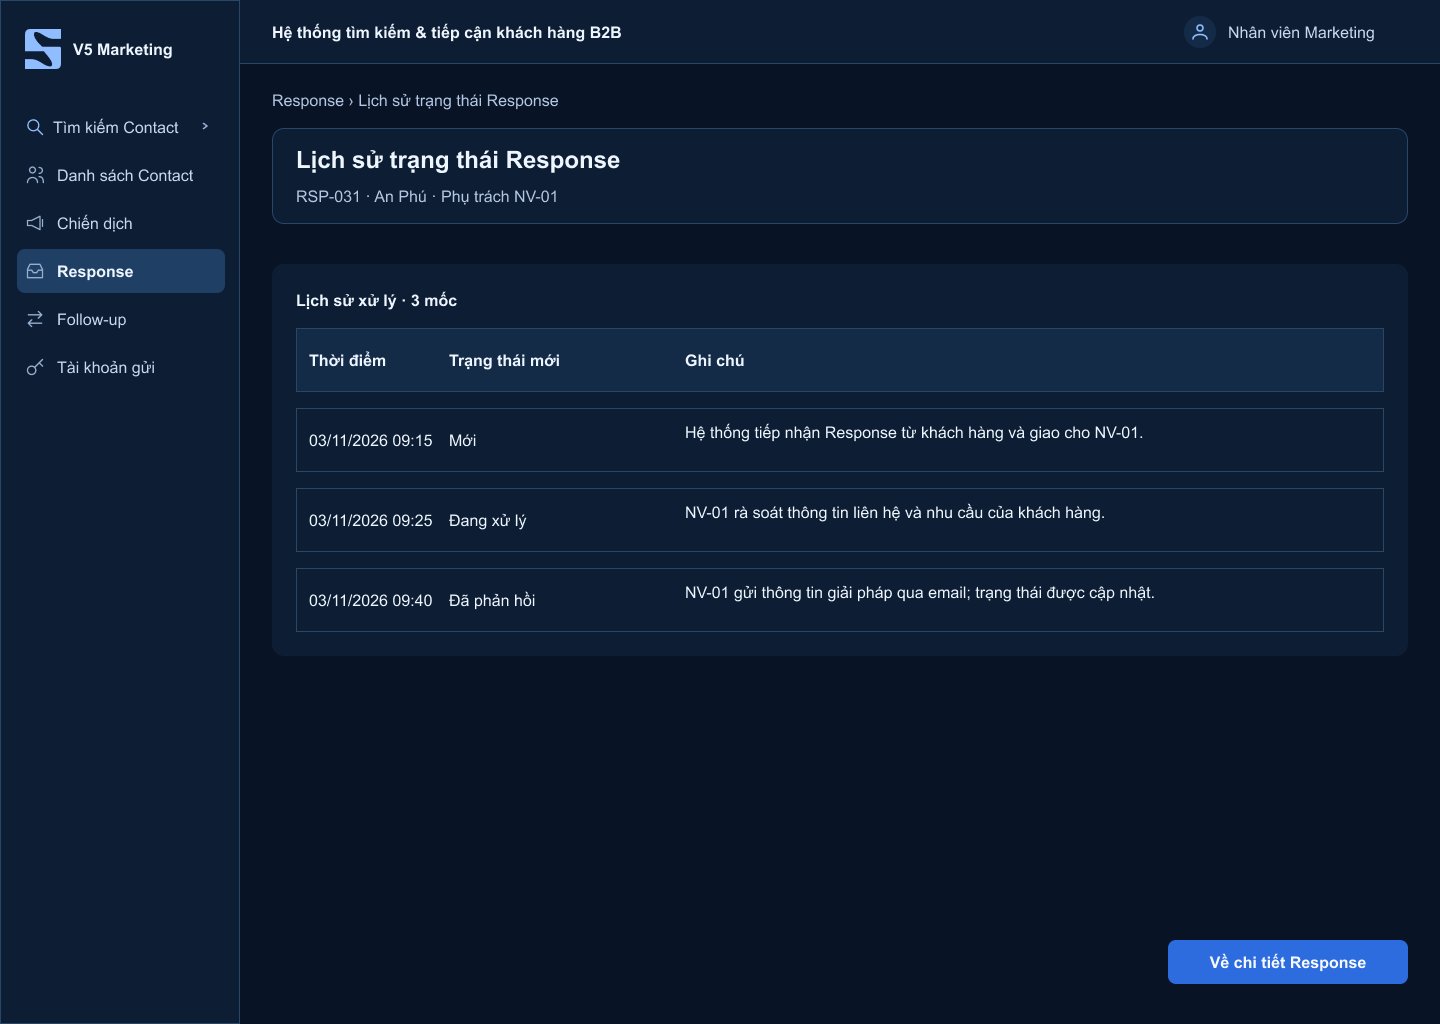 V5 Marketing
Tìm kiếm Contact
Danh sách Contact
Chiến dịch
Response
Follow-up
Tài khoản gửi
Hệ thống tìm kiếm & tiếp cận khách hàng B2B
Nhân viên Marketing
Response › Lịch sử trạng thái Response
Lịch sử trạng thái Response
RSP-031 · An Phú · Phụ trách NV-01
Lịch sử xử lý · 3 mốc
Thời điểm Trạng thái mới Ghi chú
03/11/2026 09:15 Mới Hệ thống tiếp nhận Response từ khách hàng và giao cho NV-01.
03/11/2026 09:25 Đang xử lý NV-01 rà soát thông tin liên hệ và nhu cầu của khách hàng.
03/11/2026 09:40 Đã phản hồi NV-01 gửi thông tin giải pháp qua email; trạng thái được cập nhật.
Về chi tiết Response